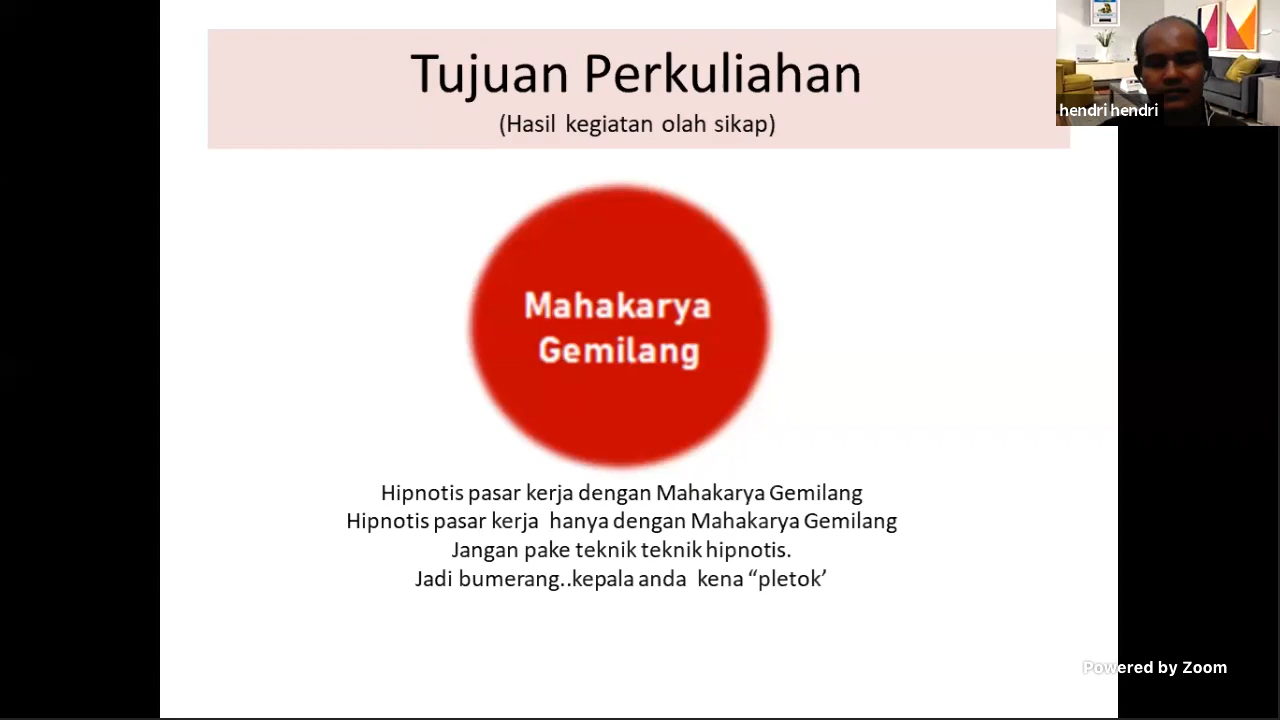 Tujuan Perkuliahan
(Hasil kegiatan olah sikap)
hendri hendri
Mahakarya
Gemilang
Hipnotis pasar kerja dengan Mahakarya Gemilang
Hipnotis pasar kerja hanya dengan Mahakarya Gemilang
Jangan pake teknik teknik hipnotis.
Jadi bumerang..kepala anda kena “pletok’
Powered by Zoom